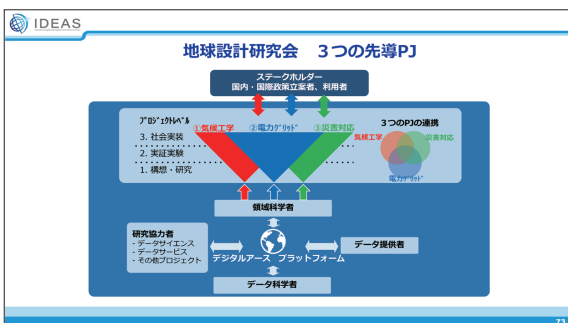 IDEAS
地球設計研究会　３つの先導PJ
ステークホルダー
国内・国際政策立案者、利用者
ﾌﾟﾛｼﾞｪｸﾄﾚﾍﾞﾙ
①気候工学
②電力ｸﾞﾘｯﾄﾞ
③災害対応
3. 社会実装
2. 実証実験
1. 構想・研究
３つのPJの連携
気候工学
災害対応
電力ｸﾞﾘｯﾄﾞ
領域科学者
研究協力者
- データサイエンス
- データサービス
- その他プロジェクト
デジタルアース　プラットフォーム
データ提供者
データ科学者
73